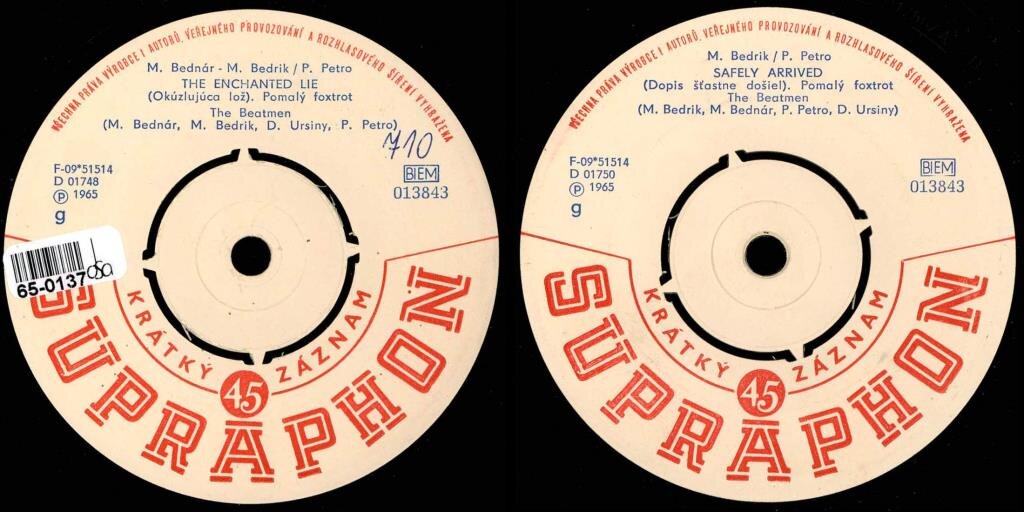 VŠECHNA PRÁVA VÝROBCE I AUTORŮ, VEŘEJNÉHO PROVOZOVÁNÍ A ROZHLASOVÉHO ŠÍŘENÍ VYHRAŽENA
M. Bednár - M. Bedrik / P. Petro
THE ENCHANTED LIE
(Okúzlujúca lož). Pomalý foxtrot
The Beatmen
(M. Bednár, M. Bedrik, D. Ursiny, P. Petro)
710
F-09*51514
D 01748
Ⓟ 1965
g
BIEM
013843
65-0137
KRÁTKÝ 45 ZÁZNAM
SUPRAPHON
VŠECHNA PRÁVA VÝROBCE I AUTORŮ, VEŘEJNÉHO PROVOZOVÁNÍ A ROZHLASOVÉHO ŠÍŘENÍ VYHRAŽENA
M. Bedrik / P. Petro
SAFELY ARRIVED
(Dopis šťastne došiel). Pomalý foxtrot
The Beatmen
(M. Bedrik, M. Bednár, P. Petro, D. Ursiny)
F-09*51514
D 01750
Ⓟ 1965
g
BIEM
013843
KRÁTKÝ 45 ZÁZNAM
SUPRAPHON